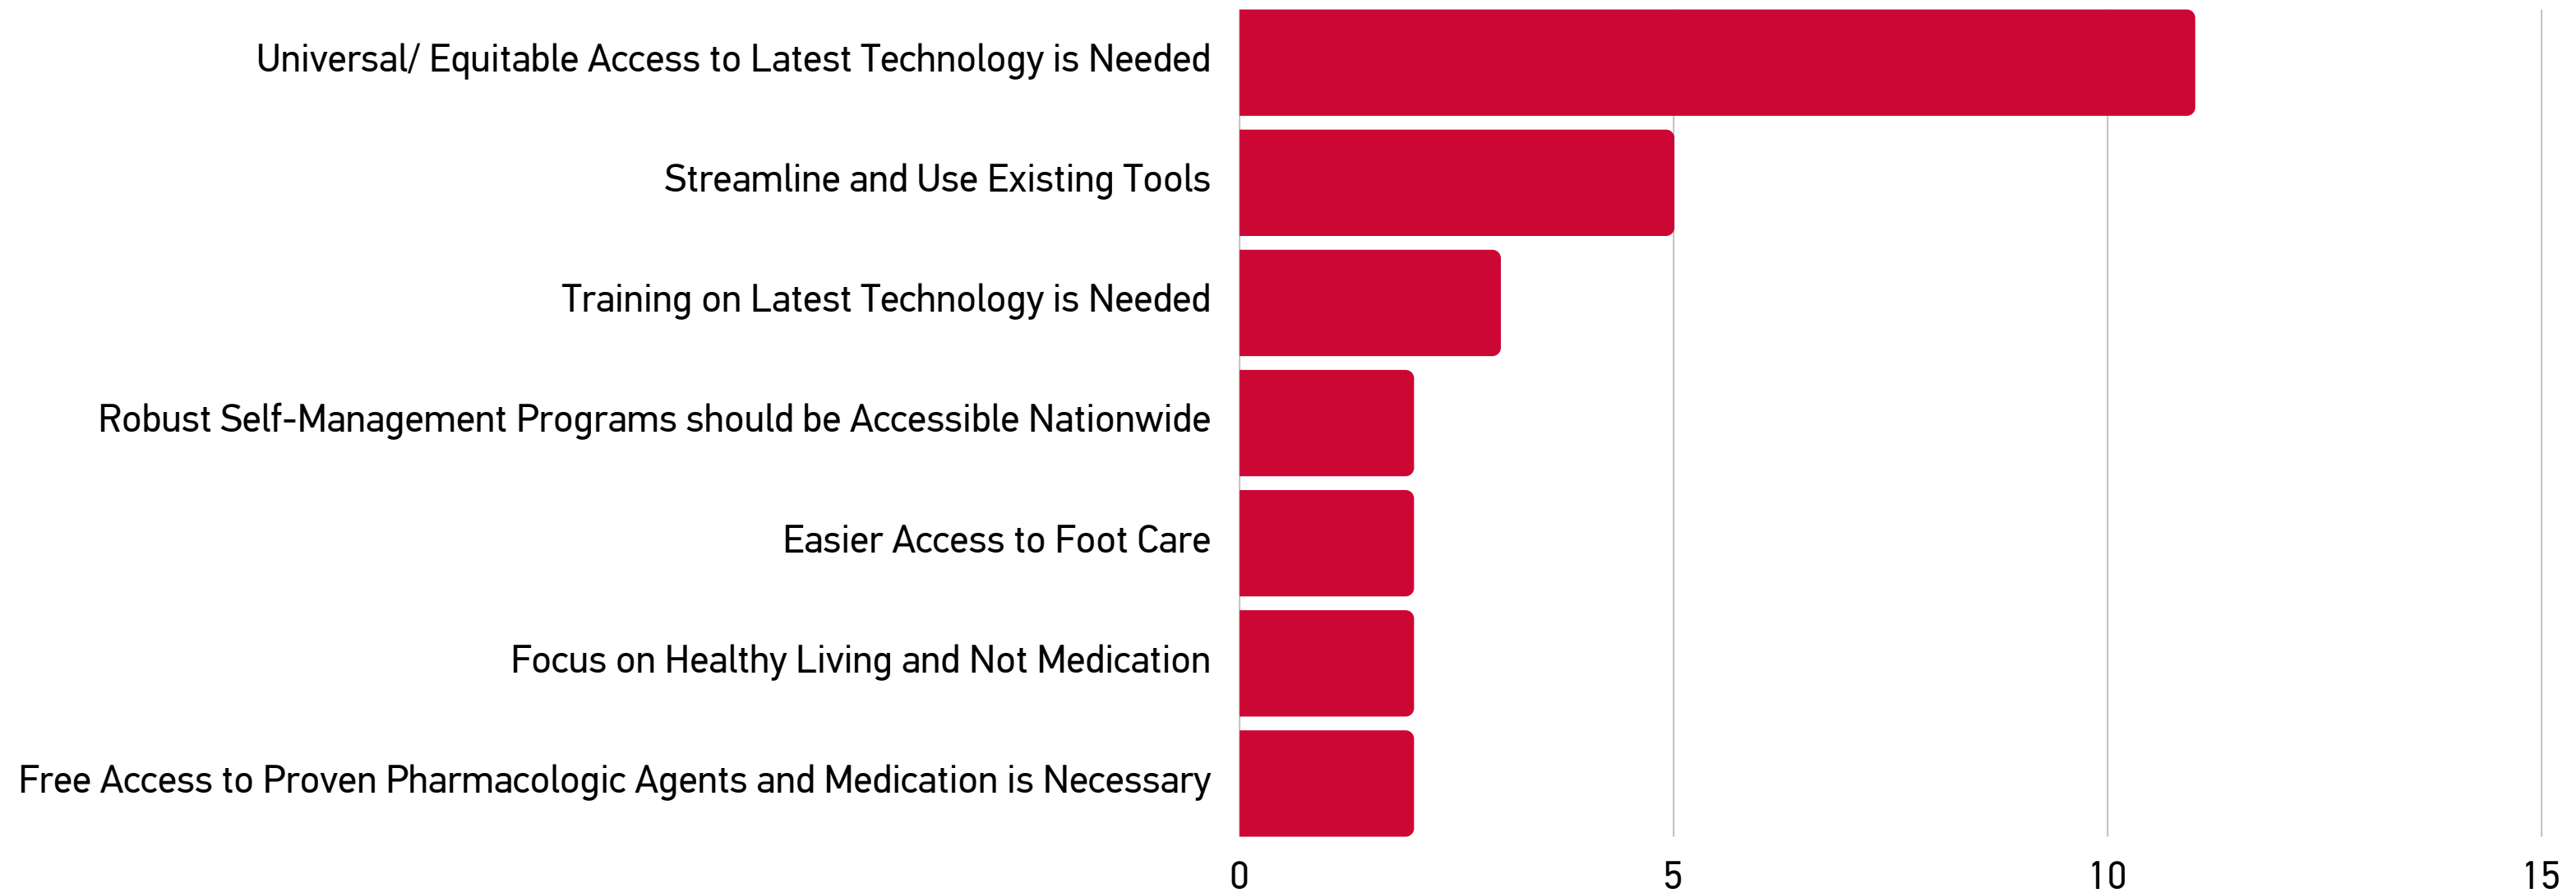 Universal/ Equitable Access to Latest Technology is Needed
Streamline and Use Existing Tools
Training on Latest Technology is Needed
Robust Self-Management Programs should be Accessible Nationwide
Easier Access to Foot Care
Focus on Healthy Living and Not Medication
Free Access to Proven Pharmacologic Agents and Medication is Necessary
0 5 10 15